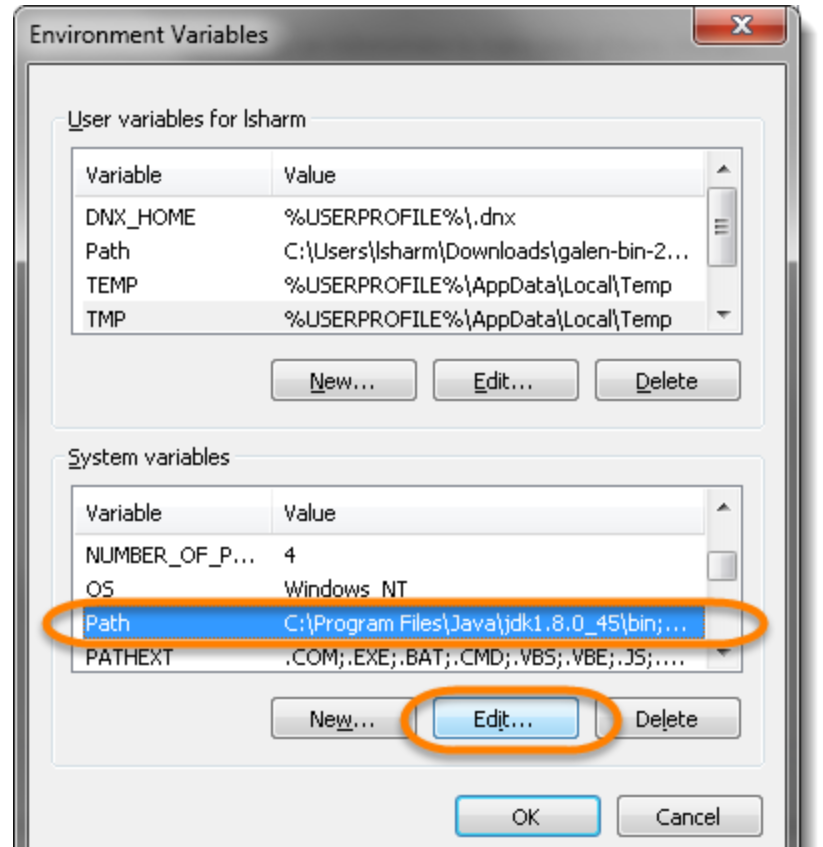 Environment Variables
User variables for lsharm
Variable Value
DNX_HOME %USERPROFILE%\.dnx
Path C:\Users\lsharm\Downloads\galen-bin-2...
TEMP %USERPROFILE%\AppData\Local\Temp
TMP %USERPROFILE%\AppData\Local\Temp
New... Edit... Delete
System variables
Variable Value
NUMBER_OF_P... 4
OS Windows_NT
Path C:\Program Files\Java\jdk1.8.0_45\bin;...
PATHEXT .COM;.EXE;.BAT;.CMD;.VBS;.VBE;.JS;....
New... Edit... Delete
OK Cancel